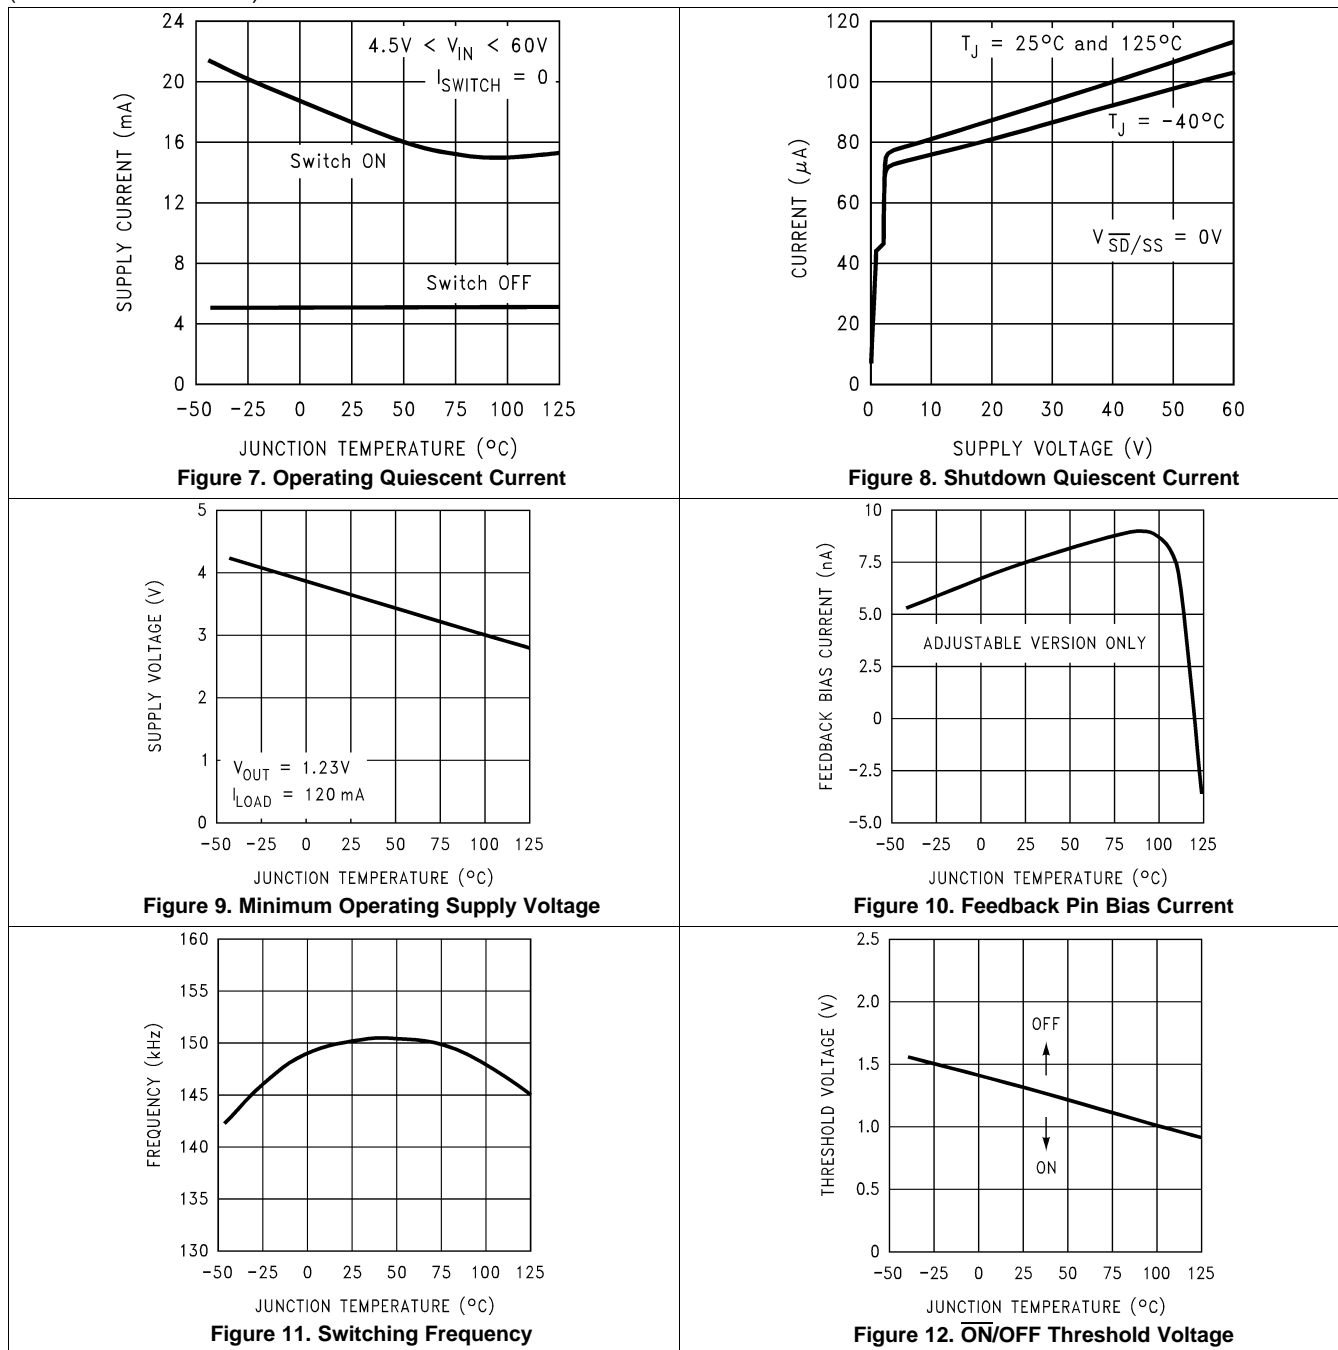 24
20
16
12
8
4
0
SUPPLY CURRENT (mA)
4.5V < VIN < 60V
ISWITCH = 0
Switch ON
Switch OFF
-50 -25 0 25 50 75 100 125
JUNCTION TEMPERATURE (°C)
Figure 7. Operating Quiescent Current
120
100
80
60
40
20
0
CURRENT (μA)
TJ = 25°C and 125°C
TJ = -40°C
V SD/SS = 0V
0 10 20 30 40 50 60
SUPPLY VOLTAGE (V)
Figure 8. Shutdown Quiescent Current
5
4
3
2
1
0
SUPPLY VOLTAGE (V)
VOUT = 1.23V
ILOAD = 120 mA
-50 -25 0 25 50 75 100 125
JUNCTION TEMPERATURE (°C)
Figure 9. Minimum Operating Supply Voltage
10
7.5
5.0
2.5
0
-2.5
-5.0
FEEDBACK BIAS CURRENT (nA)
ADJUSTABLE VERSION ONLY
-50 -25 0 25 50 75 100 125
JUNCTION TEMPERATURE (°C)
Figure 10. Feedback Pin Bias Current
160
155
150
145
140
135
130
FREQUENCY (kHz)
-50 -25 0 25 50 75 100 125
JUNCTION TEMPERATURE (°C)
Figure 11. Switching Frequency
2.5
2.0
1.5
1.0
0.5
0
THRESHOLD VOLTAGE (V)
OFF
ON
-50 -25 0 25 50 75 100 125
JUNCTION TEMPERATURE (°C)
Figure 12. ON/OFF Threshold Voltage